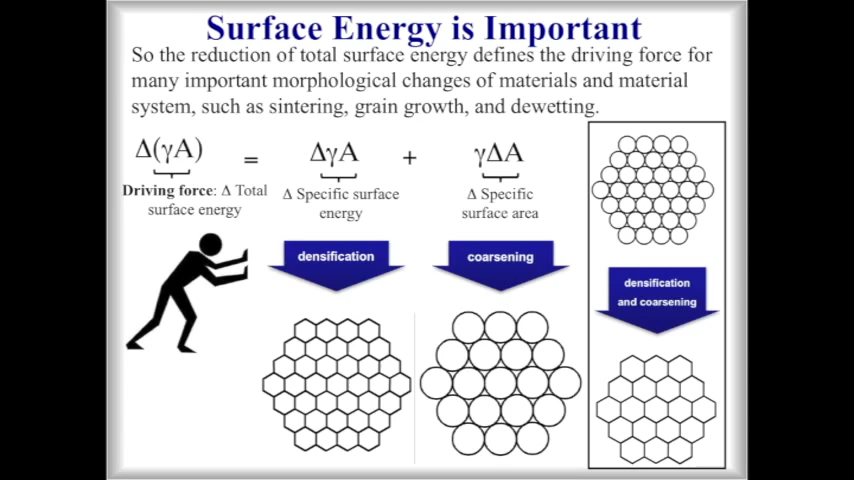 Surface Energy is Important
So the reduction of total surface energy defines the driving force for
many important morphological changes of materials and material
system, such as sintering, grain growth, and dewetting.
Δ(γA) = ΔγA + γΔA
Driving force: Δ Total
surface energy
Δ Specific surface
energy
Δ Specific
surface area
densification
coarsening
densification
and coarsening